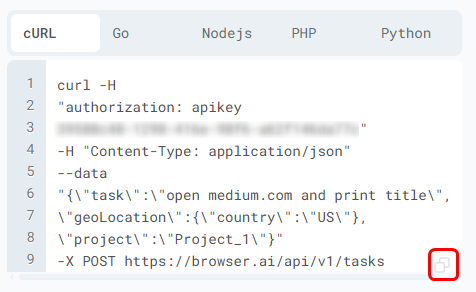 cURL Go Nodejs PHP Python
1 curl -H
2 "authorization: apikey
3 "
4 -H "Content-Type: application/json"
5 --data
6 "{\"task\":\"open medium.com and print title\",
7 \"geoLocation\":{\"country\":\"US\"},
8 \"project\":\"Project_1\"}"
9 -X POST https://browser.ai/api/v1/tasks